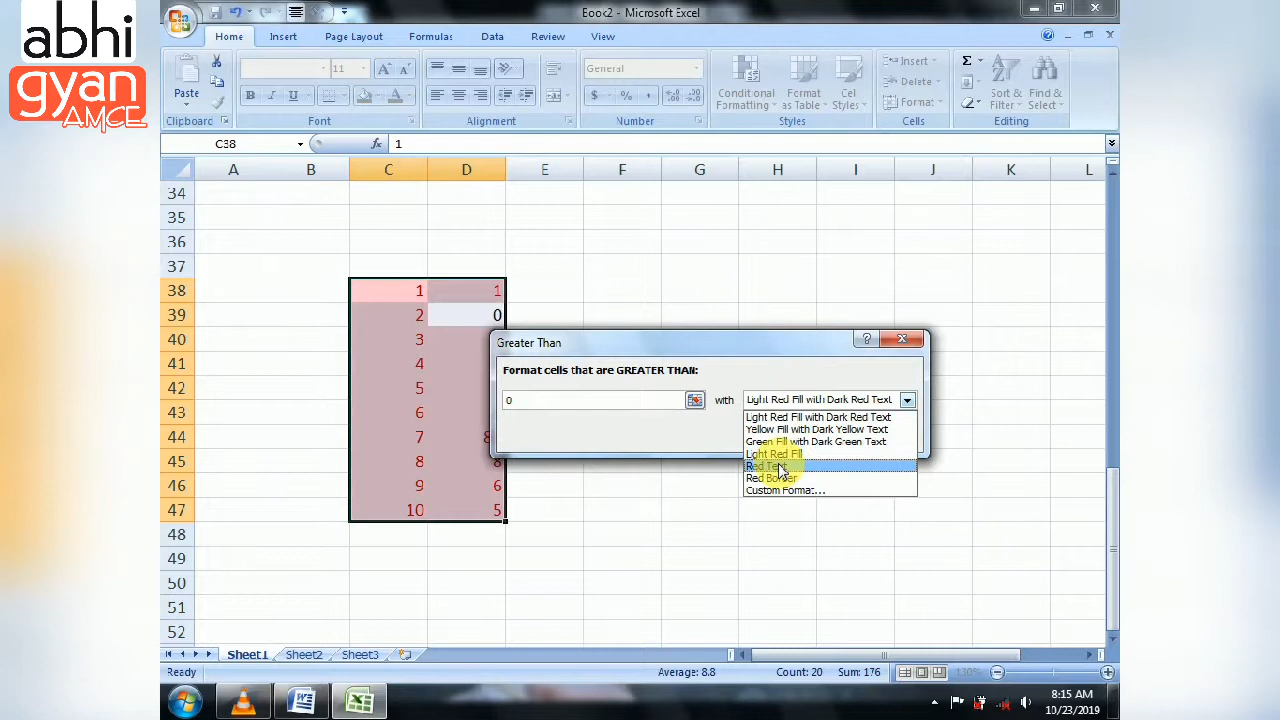 abhi
gyan
AMCE
Book2 - Microsoft Excel
Home Insert Page Layout Formulas Data Review View
Paste
11
General
Conditional Formatting
Format as Table
Cell Styles
Insert
Delete
Format
Sort & Filter
Find & Select
Clipboard Font Alignment Number Styles Cells Editing
C38 fx 1
A B C D E F G H I J K L
34
35
36
37
38 1 1
39 2 0
40 3
41 4
42 5
43 6
44 7 8
45 8 8
46 9 6
47 10 5
48
49
50
51
52
Greater Than
Format cells that are GREATER THAN:
0 with Light Red Fill with Dark Red Text
Light Red Fill with Dark Red Text
Yellow Fill with Dark Yellow Text
Green Fill with Dark Green Text
Light Red Fill
Red Text
Red Border
Custom Format...
Sheet1 Sheet2 Sheet3
Ready Average: 8.8 Count: 20 Sum: 176 130%
8:15 AM
10/23/2019